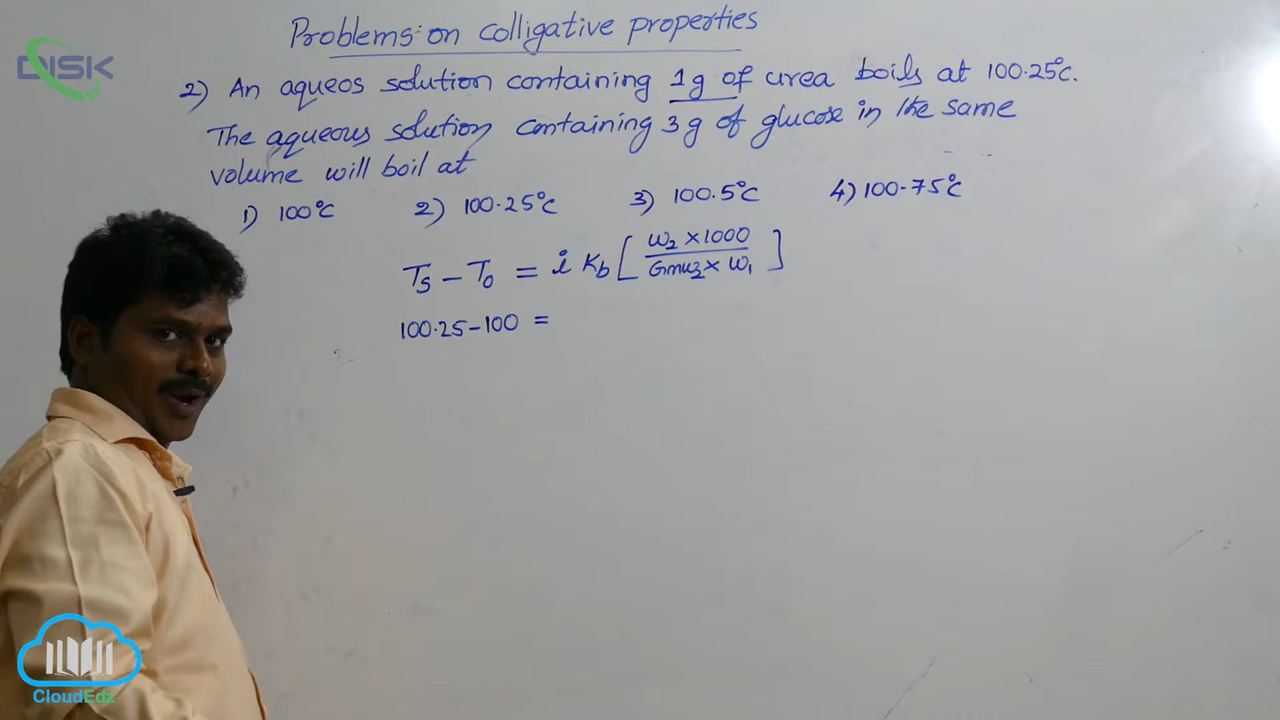 Problems on colligative properties
DISK
2) An aqueos solution containing 1g of urea boils at 100.25°C.
The aqueous solution containing 3g of glucose in the same
volume will boil at
1) 100°C 2) 100.25°C 3) 100.5°C 4) 100.75°C
Ts - To = i Kb [ w2 × 1000 / Gmw2 × w1 ]
100.25 - 100 =
CloudEdz